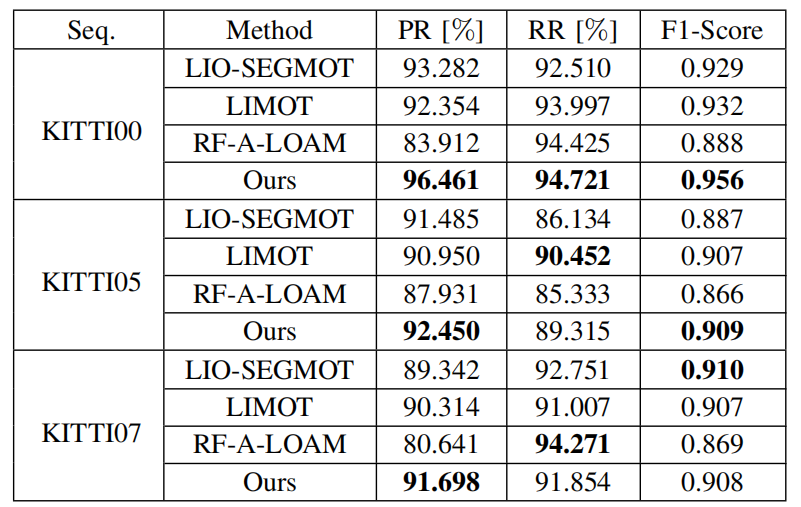 Seq. Method PR [%] RR [%] F1-Score
KITTI00
LIO-SEGMOT 93.282 92.510 0.929
LIMOT 92.354 93.997 0.932
RF-A-LOAM 83.912 94.425 0.888
Ours 96.461 94.721 0.956
KITTI05
LIO-SEGMOT 91.485 86.134 0.887
LIMOT 90.950 90.452 0.907
RF-A-LOAM 87.931 85.333 0.866
Ours 92.450 89.315 0.909
KITTI07
LIO-SEGMOT 89.342 92.751 0.910
LIMOT 90.314 91.007 0.907
RF-A-LOAM 80.641 94.271 0.869
Ours 91.698 91.854 0.908